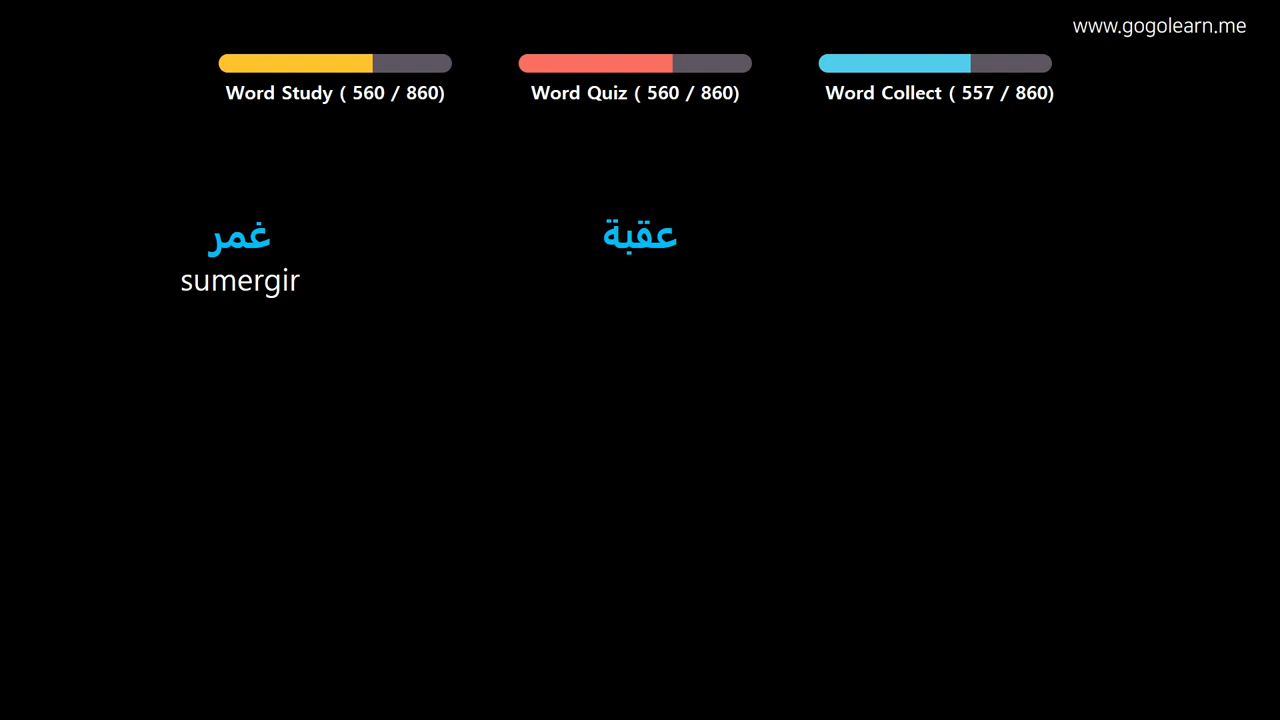 www.gogolearn.me
Word Study ( 560 / 860)
Word Quiz ( 560 / 860)
Word Collect ( 557 / 860)
غمر
sumergir
عقبة